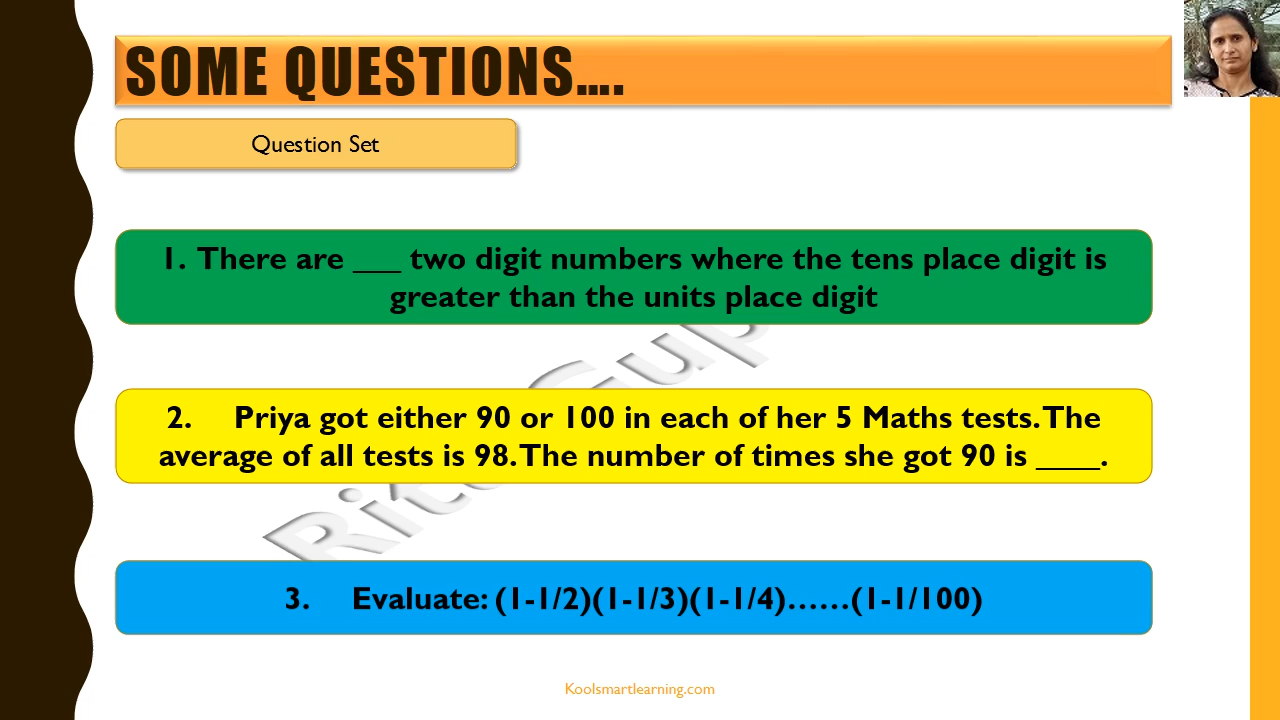 SOME QUESTIONS....
Question Set
1. There are ___ two digit numbers where the tens place digit is
greater than the units place digit
2. Priya got either 90 or 100 in each of her 5 Maths tests. The
average of all tests is 98. The number of times she got 90 is ____.
3. Evaluate: (1-1/2)(1-1/3)(1-1/4)......(1-1/100)
Koolsmartlearning.com